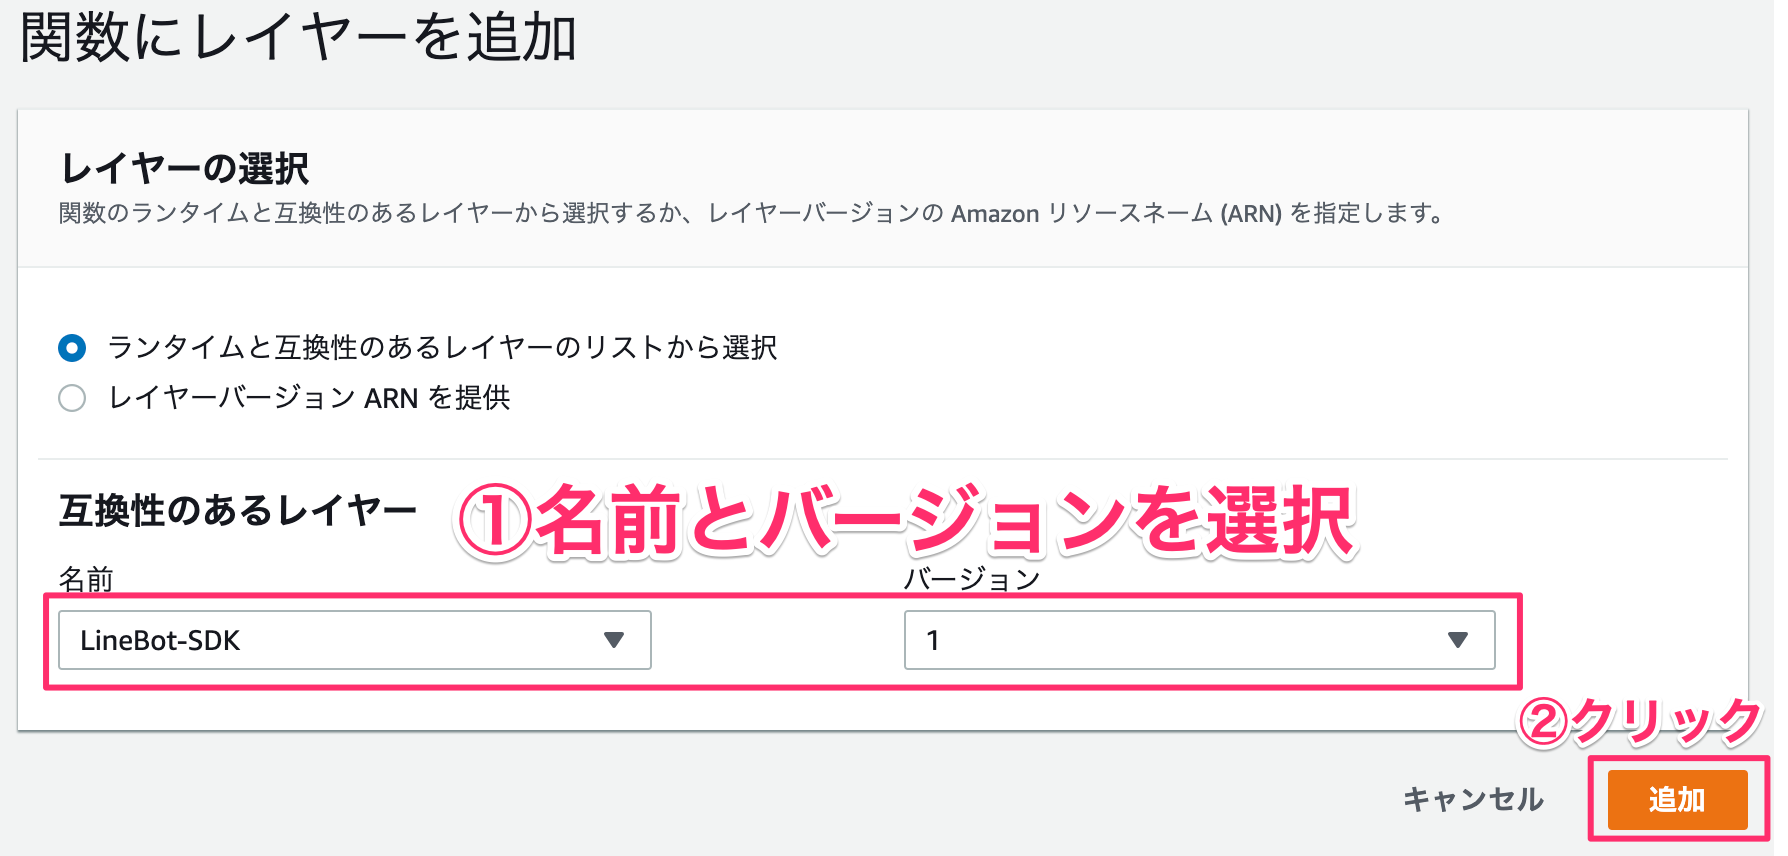 関数にレイヤーを追加
レイヤーの選択
関数のランタイムと互換性のあるレイヤーから選択するか、レイヤーバージョンの Amazon リソースネーム (ARN) を指定します。
ランタイムと互換性のあるレイヤーのリストから選択
レイヤーバージョン ARN を提供
互換性のあるレイヤー
①名前とバージョンを選択
名前
バージョン
LineBot-SDK
1
②クリック
キャンセル
追加